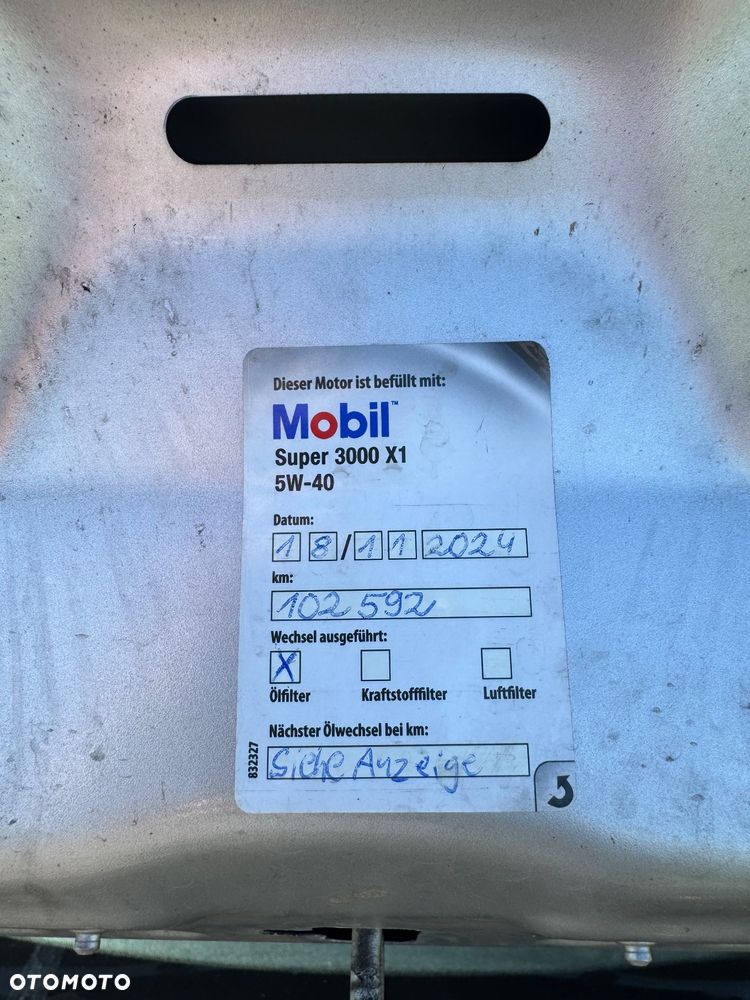 Dieser Motor ist befüllt mit:
Mobil™
Super 3000 X1
5W-40
Datum:
18/11 2024
km:
102 592
Wechsel ausgeführt:
X
Ölfilter Kraftstofffilter Luftfilter
Nächster Ölwechsel bei km:
Siehe Anzeige
832327
OTOMOTO